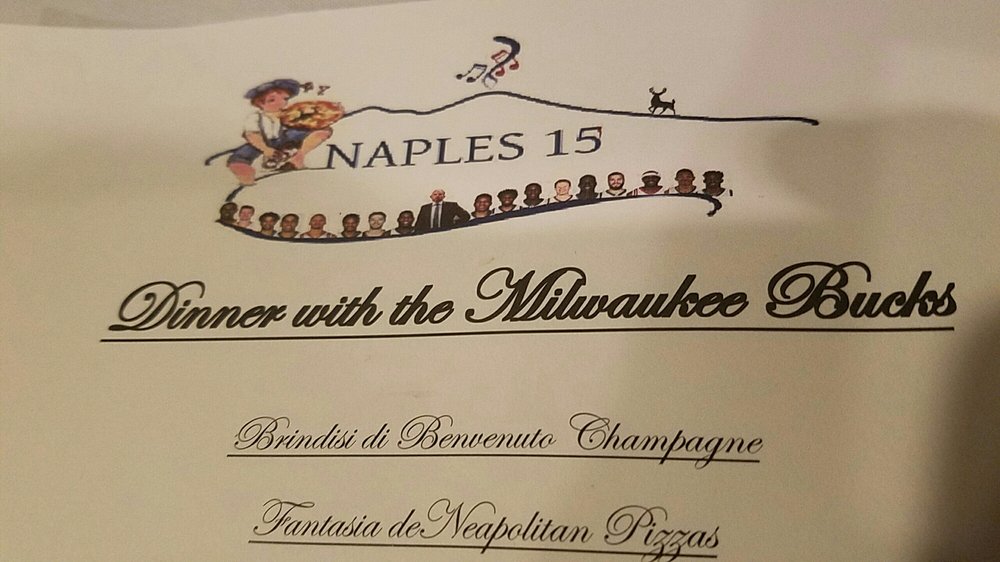 NAPLES 15
Dinner with the Milwaukee Bucks
Brindisi di Benvenuto Champagne
Fantasia de Neapolitan Pizzas